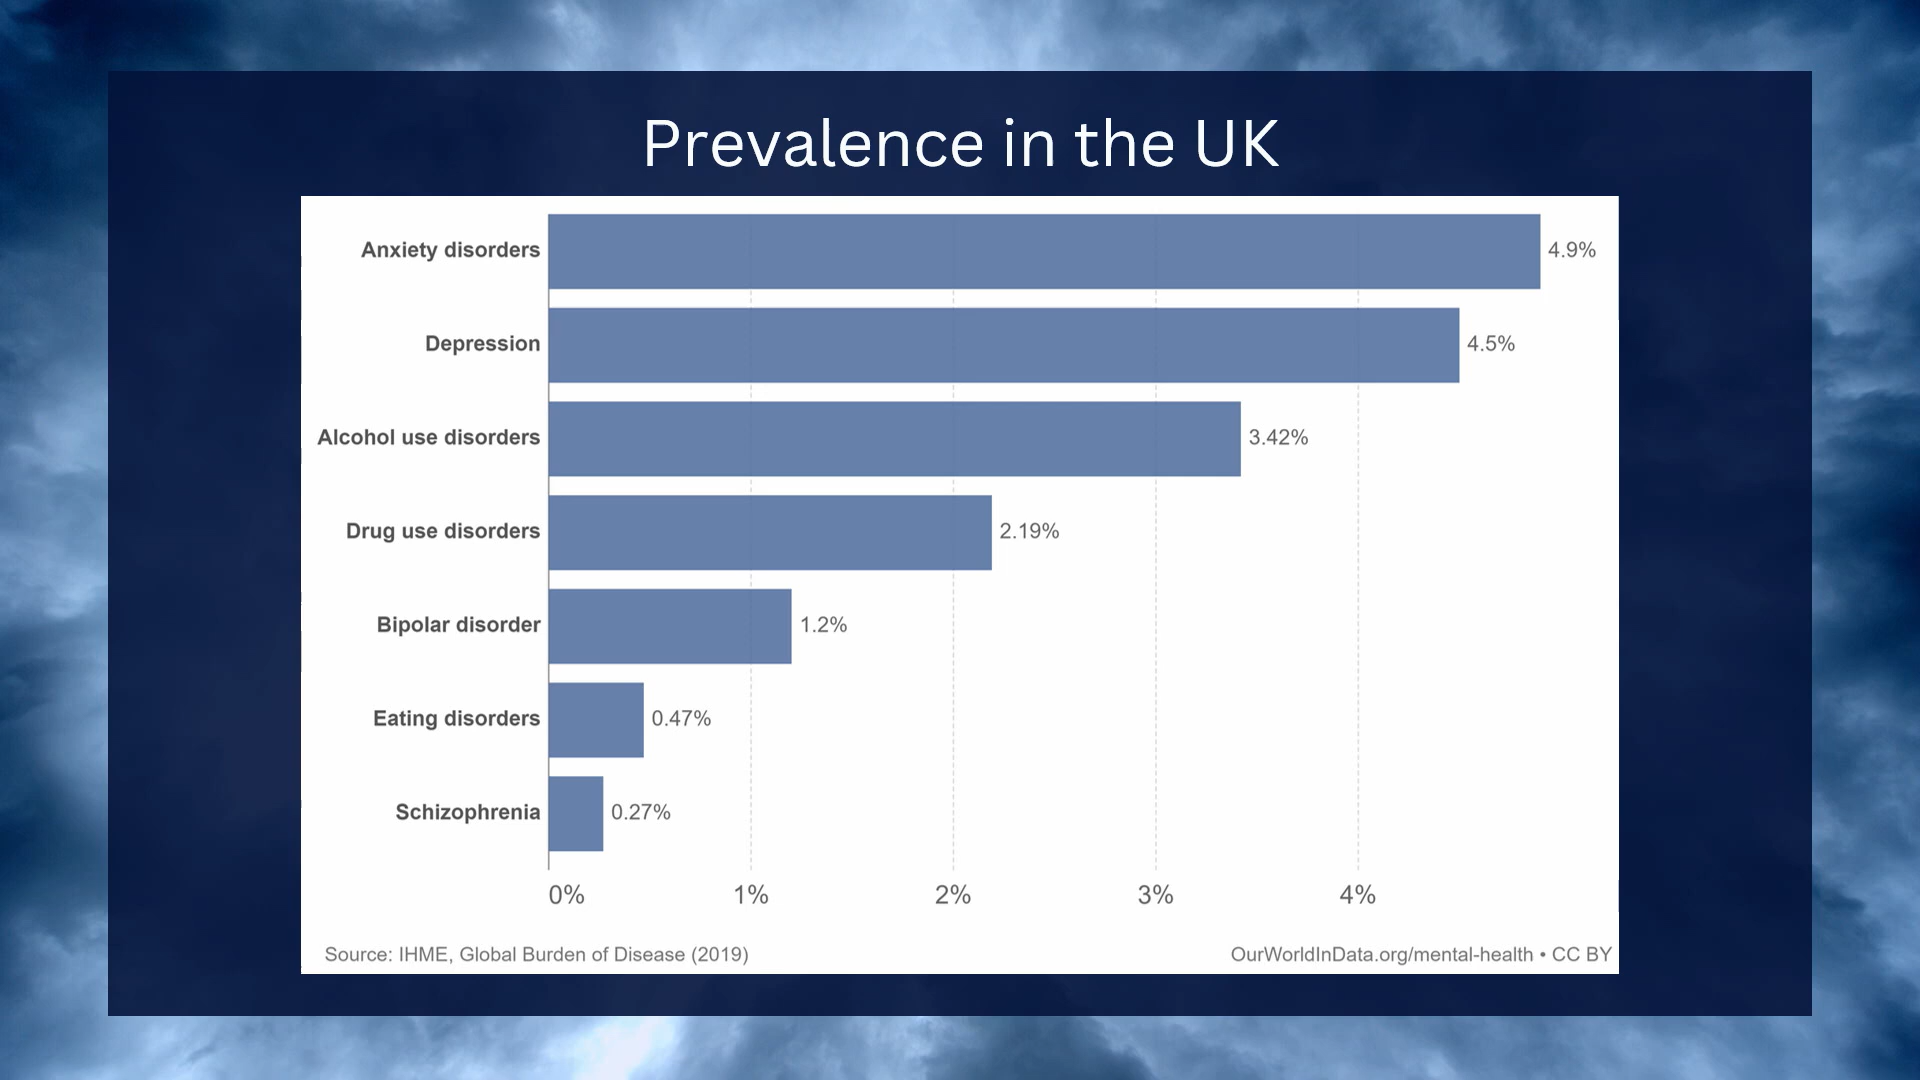 Prevalence in the UK
Anxiety disorders 4.9%
Depression 4.5%
Alcohol use disorders 3.42%
Drug use disorders 2.19%
Bipolar disorder 1.2%
Eating disorders 0.47%
Schizophrenia 0.27%
0% 1% 2% 3% 4%
Source: IHME, Global Burden of Disease (2019) OurWorldInData.org/mental-health • CC BY